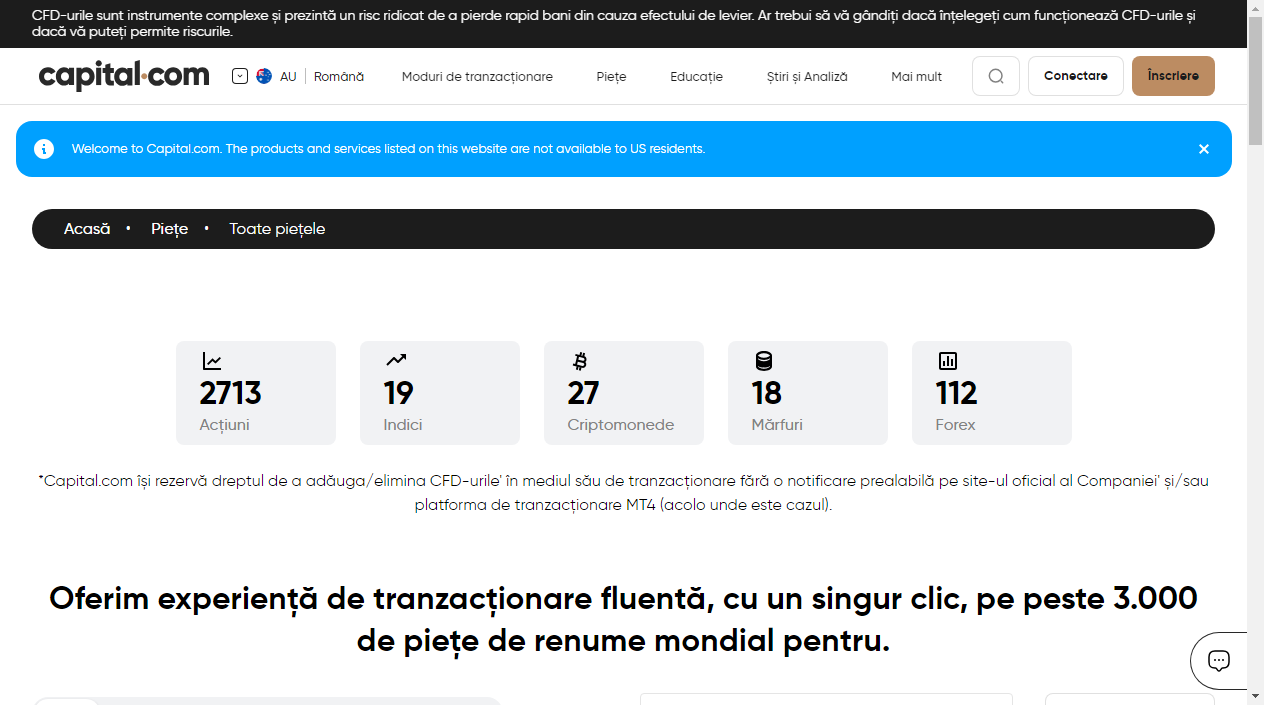 CFD-urile sunt instrumente complexe și prezintă un risc ridicat de a pierde rapid bani din cauza efectului de levier. Ar trebui să vă gândiți dacă înțelegeți cum funcționează CFD-urile și
dacă vă puteți permite riscurile.
capital.com AU Română Moduri de tranzacționare Piețe Educație Știri și Analiză Mai mult Conectare Înscriere
Welcome to Capital.com. The products and services listed on this website are not available to US residents.
Acasă • Piețe • Toate piețele
2713 19 27 18 112
Acțiuni Indici Criptomonede Mărfuri Forex
*Capital.com își rezervă dreptul de a adăuga/elimina CFD-urile' în mediul său de tranzacționare fără o notificare prealabilă pe site-ul oficial al Companiei' și/sau
platforma de tranzacționare MT4 (acolo unde este cazul).
Oferim experiență de tranzacționare fluentă, cu un singur clic, pe peste 3.000
de piețe de renume mondial pentru.